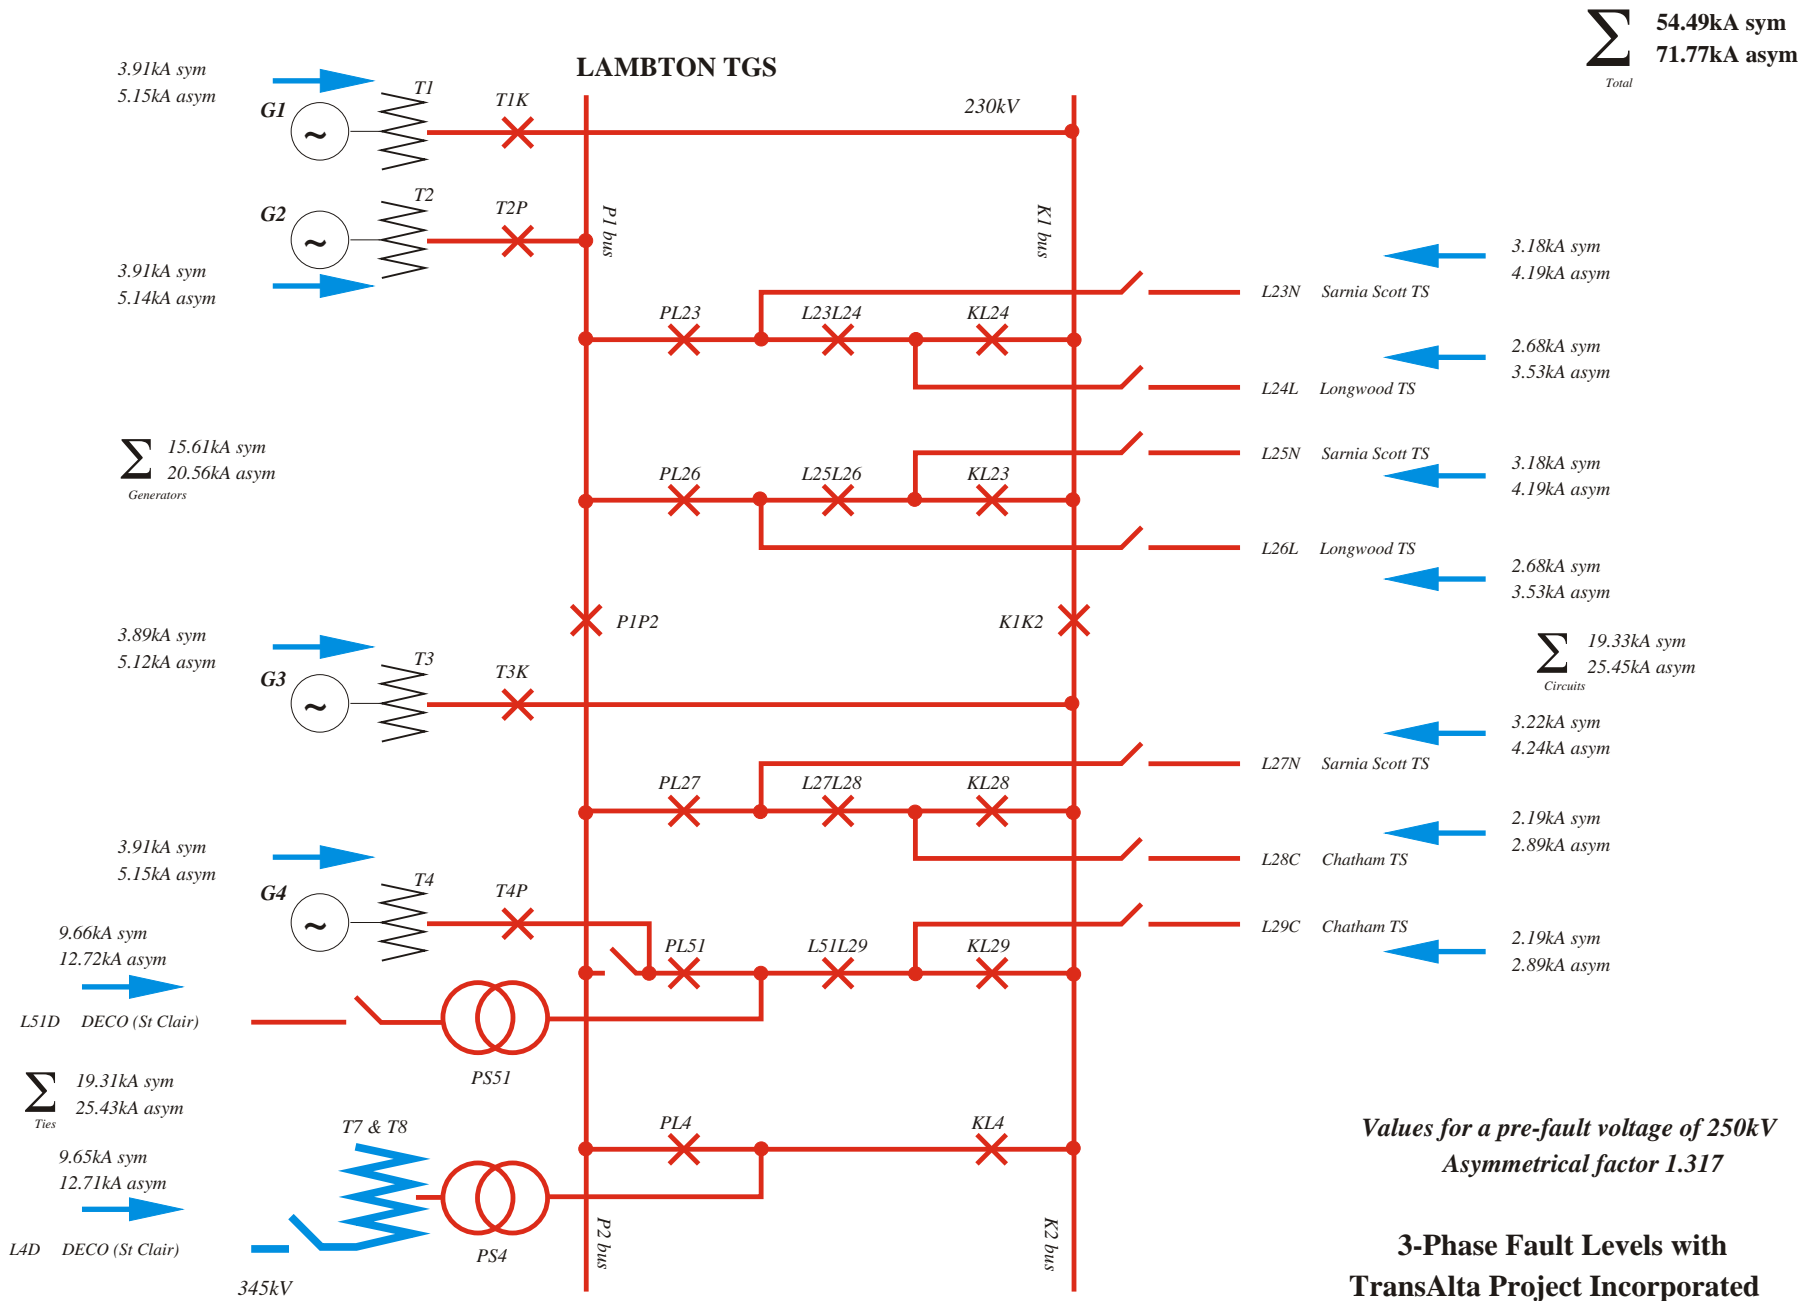 54.49kA sym
71.77kA asym
∑
Total
LAMBTON TGS
230kV
3.91kA sym
5.15kA asym
G1
~
T1
T1K
G2
~
T2
T2P
3.91kA sym
5.14kA asym
P1 bus
K1 bus
3.18kA sym
4.19kA asym
L23N Sarnia Scott TS
PL23
L23L24
KL24
2.68kA sym
3.53kA asym
L24L Longwood TS
∑
15.61kA sym
20.56kA asym
Generators
L25N Sarnia Scott TS
3.18kA sym
4.19kA asym
PL26
L25L26
KL23
L26L Longwood TS
2.68kA sym
3.53kA asym
P1P2
K1K2
∑
19.33kA sym
25.45kA asym
Circuits
3.89kA sym
5.12kA asym
G3
~
T3
T3K
3.22kA sym
4.24kA asym
L27N Sarnia Scott TS
PL27
L27L28
KL28
2.19kA sym
2.89kA asym
L28C Chatham TS
3.91kA sym
5.15kA asym
G4
~
T4
T4P
L29C Chatham TS
2.19kA sym
2.89kA asym
PL51
L51L29
KL29
9.66kA sym
12.72kA asym
L51D DECO (St Clair)
PS51
∑
19.31kA sym
25.43kA asym
Ties
T7 & T8
PL4
KL4
9.65kA sym
12.71kA asym
L4D DECO (St Clair)
345kV
PS4
P2 bus
K2 bus
Values for a pre-fault voltage of 250kV
Asymmetrical factor 1.317
3-Phase Fault Levels with
TransAlta Project Incorporated